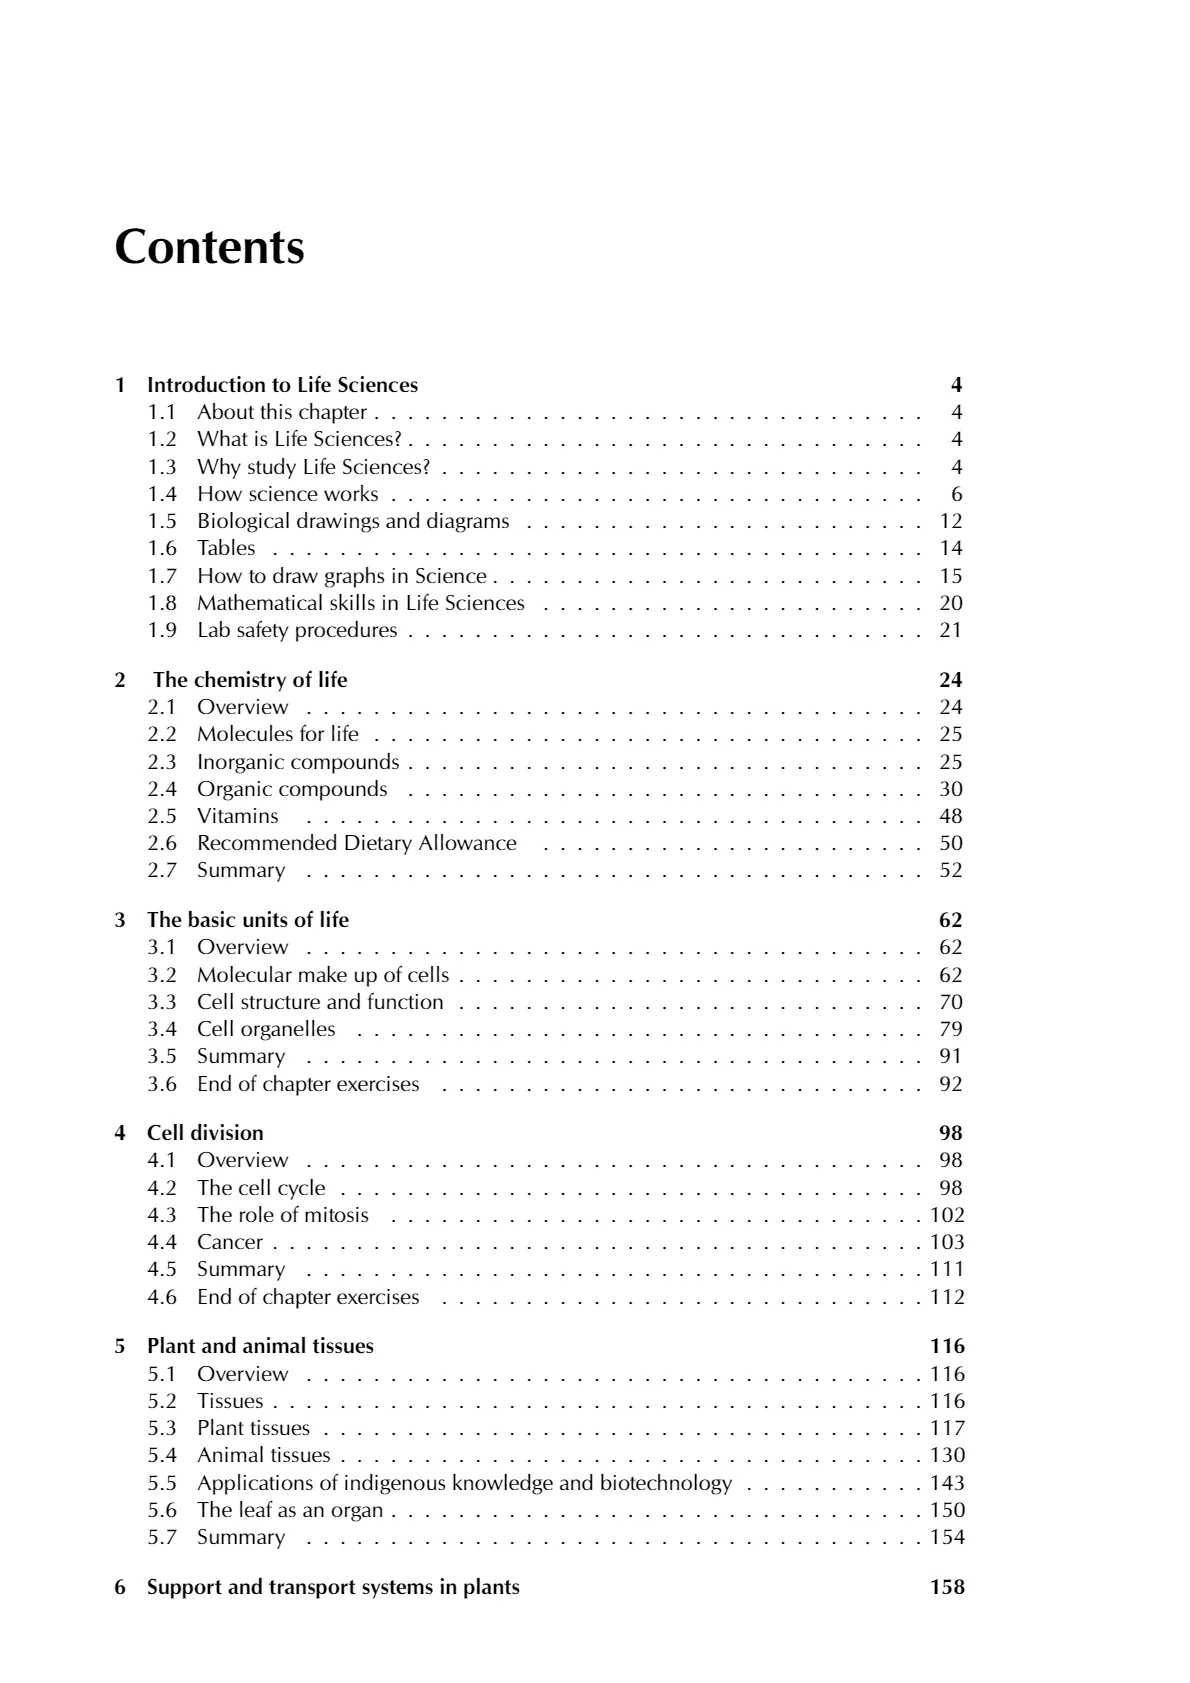 Contents
1 Introduction to Life Sciences 4
1.1 About this chapter . . . . . . . . . . . . . . . . . . . . . . . . . . . . . . . . . 4
1.2 What is Life Sciences? . . . . . . . . . . . . . . . . . . . . . . . . . . . . . . . 4
1.3 Why study Life Sciences? . . . . . . . . . . . . . . . . . . . . . . . . . . . . . 4
1.4 How science works . . . . . . . . . . . . . . . . . . . . . . . . . . . . . . . . 6
1.5 Biological drawings and diagrams . . . . . . . . . . . . . . . . . . . . . . . . 12
1.6 Tables . . . . . . . . . . . . . . . . . . . . . . . . . . . . . . . . . . . . . . . 14
1.7 How to draw graphs in Science . . . . . . . . . . . . . . . . . . . . . . . . . . 15
1.8 Mathematical skills in Life Sciences . . . . . . . . . . . . . . . . . . . . . . . 20
1.9 Lab safety procedures . . . . . . . . . . . . . . . . . . . . . . . . . . . . . . . 21
2 The chemistry of life 24
2.1 Overview . . . . . . . . . . . . . . . . . . . . . . . . . . . . . . . . . . . . . 24
2.2 Molecules for life . . . . . . . . . . . . . . . . . . . . . . . . . . . . . . . . . 25
2.3 Inorganic compounds . . . . . . . . . . . . . . . . . . . . . . . . . . . . . . . 25
2.4 Organic compounds . . . . . . . . . . . . . . . . . . . . . . . . . . . . . . . 30
2.5 Vitamins . . . . . . . . . . . . . . . . . . . . . . . . . . . . . . . . . . . . . 48
2.6 Recommended Dietary Allowance . . . . . . . . . . . . . . . . . . . . . . . 50
2.7 Summary . . . . . . . . . . . . . . . . . . . . . . . . . . . . . . . . . . . . . 52
3 The basic units of life 62
3.1 Overview . . . . . . . . . . . . . . . . . . . . . . . . . . . . . . . . . . . . . 62
3.2 Molecular make up of cells . . . . . . . . . . . . . . . . . . . . . . . . . . . . 62
3.3 Cell structure and function . . . . . . . . . . . . . . . . . . . . . . . . . . . . 70
3.4 Cell organelles . . . . . . . . . . . . . . . . . . . . . . . . . . . . . . . . . . 79
3.5 Summary . . . . . . . . . . . . . . . . . . . . . . . . . . . . . . . . . . . . . 91
3.6 End of chapter exercises . . . . . . . . . . . . . . . . . . . . . . . . . . . . . 92
4 Cell division 98
4.1 Overview . . . . . . . . . . . . . . . . . . . . . . . . . . . . . . . . . . . . . 98
4.2 The cell cycle . . . . . . . . . . . . . . . . . . . . . . . . . . . . . . . . . . . 98
4.3 The role of mitosis . . . . . . . . . . . . . . . . . . . . . . . . . . . . . . . . 102
4.4 Cancer . . . . . . . . . . . . . . . . . . . . . . . . . . . . . . . . . . . . . . . 103
4.5 Summary . . . . . . . . . . . . . . . . . . . . . . . . . . . . . . . . . . . . . 111
4.6 End of chapter exercises . . . . . . . . . . . . . . . . . . . . . . . . . . . . . 112
5 Plant and animal tissues 116
5.1 Overview . . . . . . . . . . . . . . . . . . . . . . . . . . . . . . . . . . . . . 116
5.2 Tissues . . . . . . . . . . . . . . . . . . . . . . . . . . . . . . . . . . . . . . . 116
5.3 Plant tissues . . . . . . . . . . . . . . . . . . . . . . . . . . . . . . . . . . . . 117
5.4 Animal tissues . . . . . . . . . . . . . . . . . . . . . . . . . . . . . . . . . . . 130
5.5 Applications of indigenous knowledge and biotechnology . . . . . . . . . . . 143
5.6 The leaf as an organ . . . . . . . . . . . . . . . . . . . . . . . . . . . . . . . . 150
5.7 Summary . . . . . . . . . . . . . . . . . . . . . . . . . . . . . . . . . . . . . 154
6 Support and transport systems in plants 158